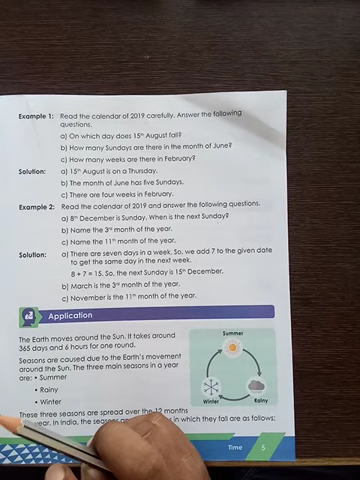 Example 1: Read the calendar of 2019 carefully. Answer the following
questions.
a) On which day does 15th August fall?
b) How many Sundays are there in the month of June?
c) How many weeks are there in February?
Solution: a) 15th August is on a Thursday.
b) The month of June has five Sundays.
c) There are four weeks in February.
Example 2: Read the calendar of 2019 and answer the following questions.
a) 8th December is Sunday. When is the next Sunday?
b) Name the 3rd month of the year.
c) Name the 11th month of the year.
Solution: a) There are seven days in a week. So, we add 7 to the given date
to get the same day in the next week.
8 + 7 = 15. So, the next Sunday is 15th December.
b) March is the 3rd month of the year.
c) November is the 11th month of the year.
Application
The Earth moves around the Sun. It takes around
365 days and 6 hours for one round.
Seasons are caused due to the Earth's movement
around the Sun. The three main seasons in a year
are: • Summer
• Rainy
• Winter
Summer
Winter
Rainy
These three seasons are spread over the 12 months
year. In India, the in which they fall are as follows:
Time 5